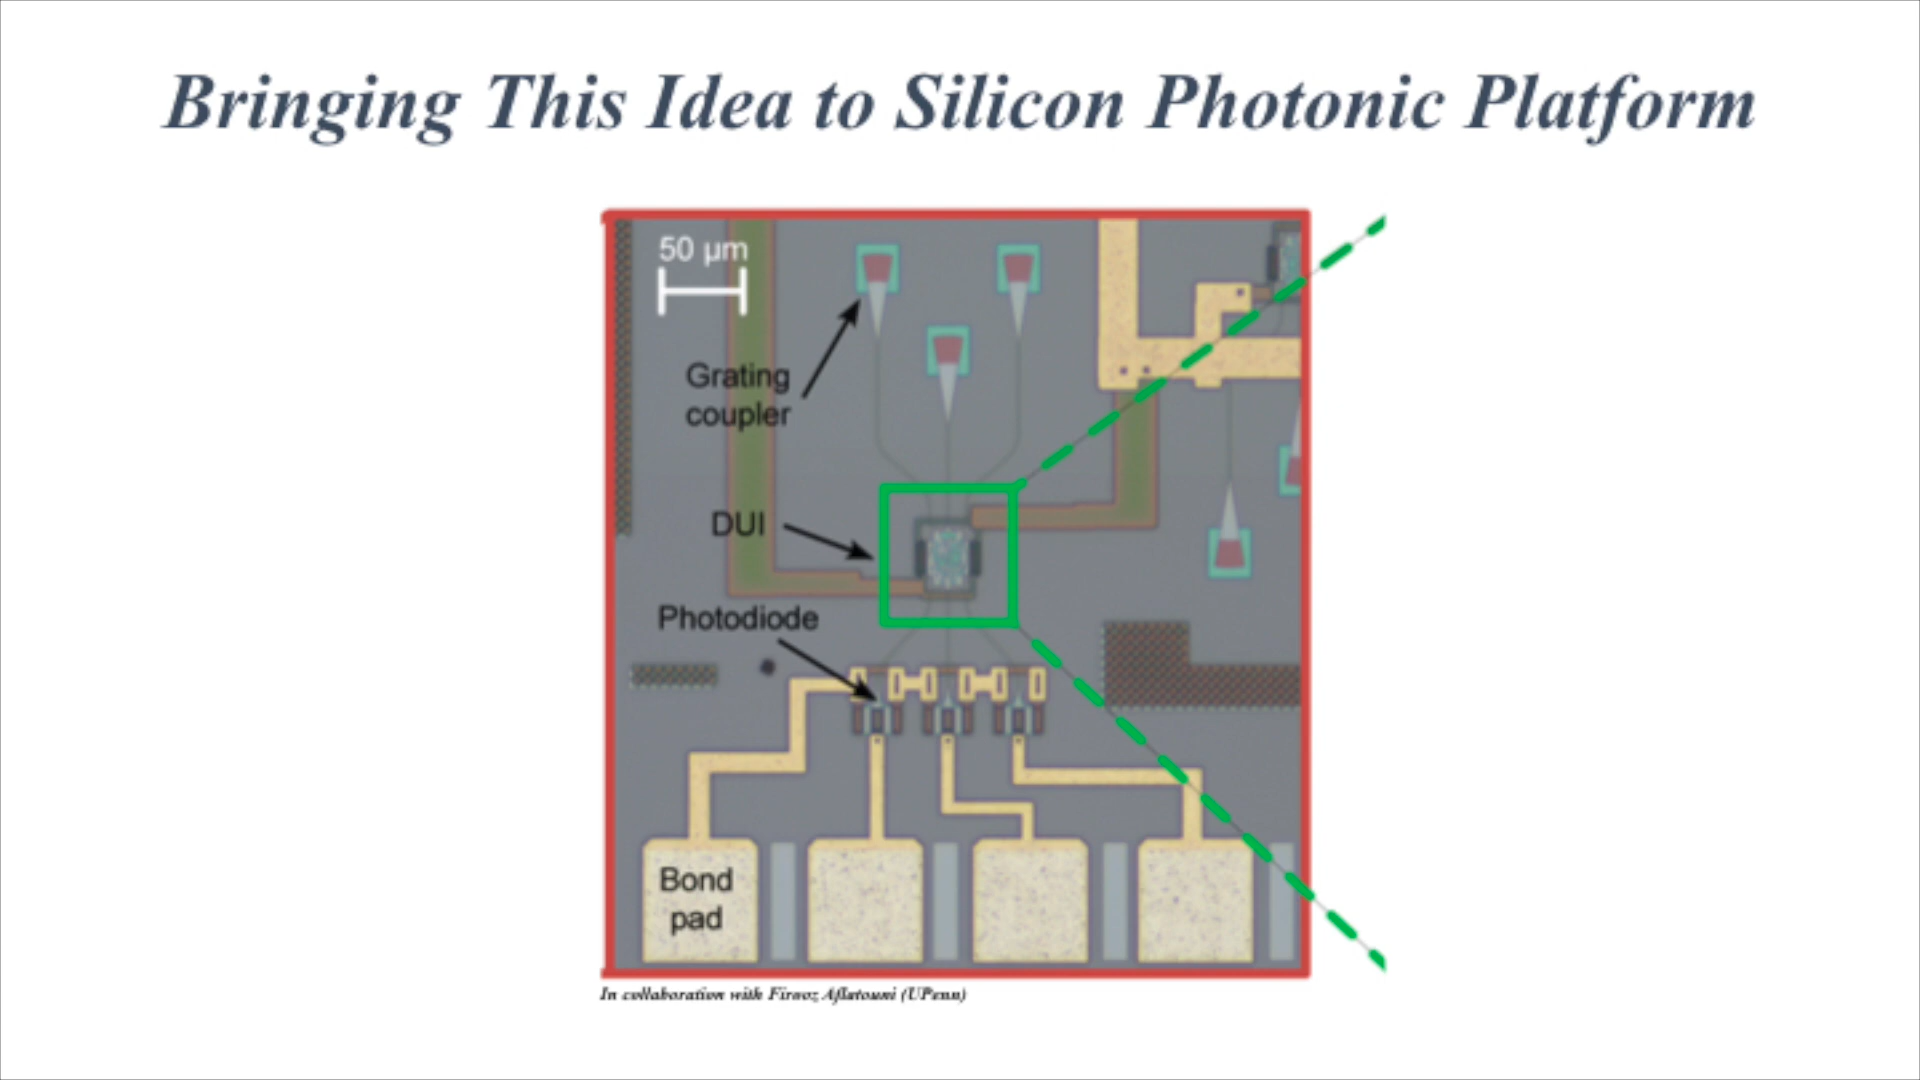 Bringing This Idea to Silicon Photonic Platform
50 µm
Grating
coupler
DUI
Photodiode
Bond
pad
In collaboration with Firooz Aflatouni (UPenn)